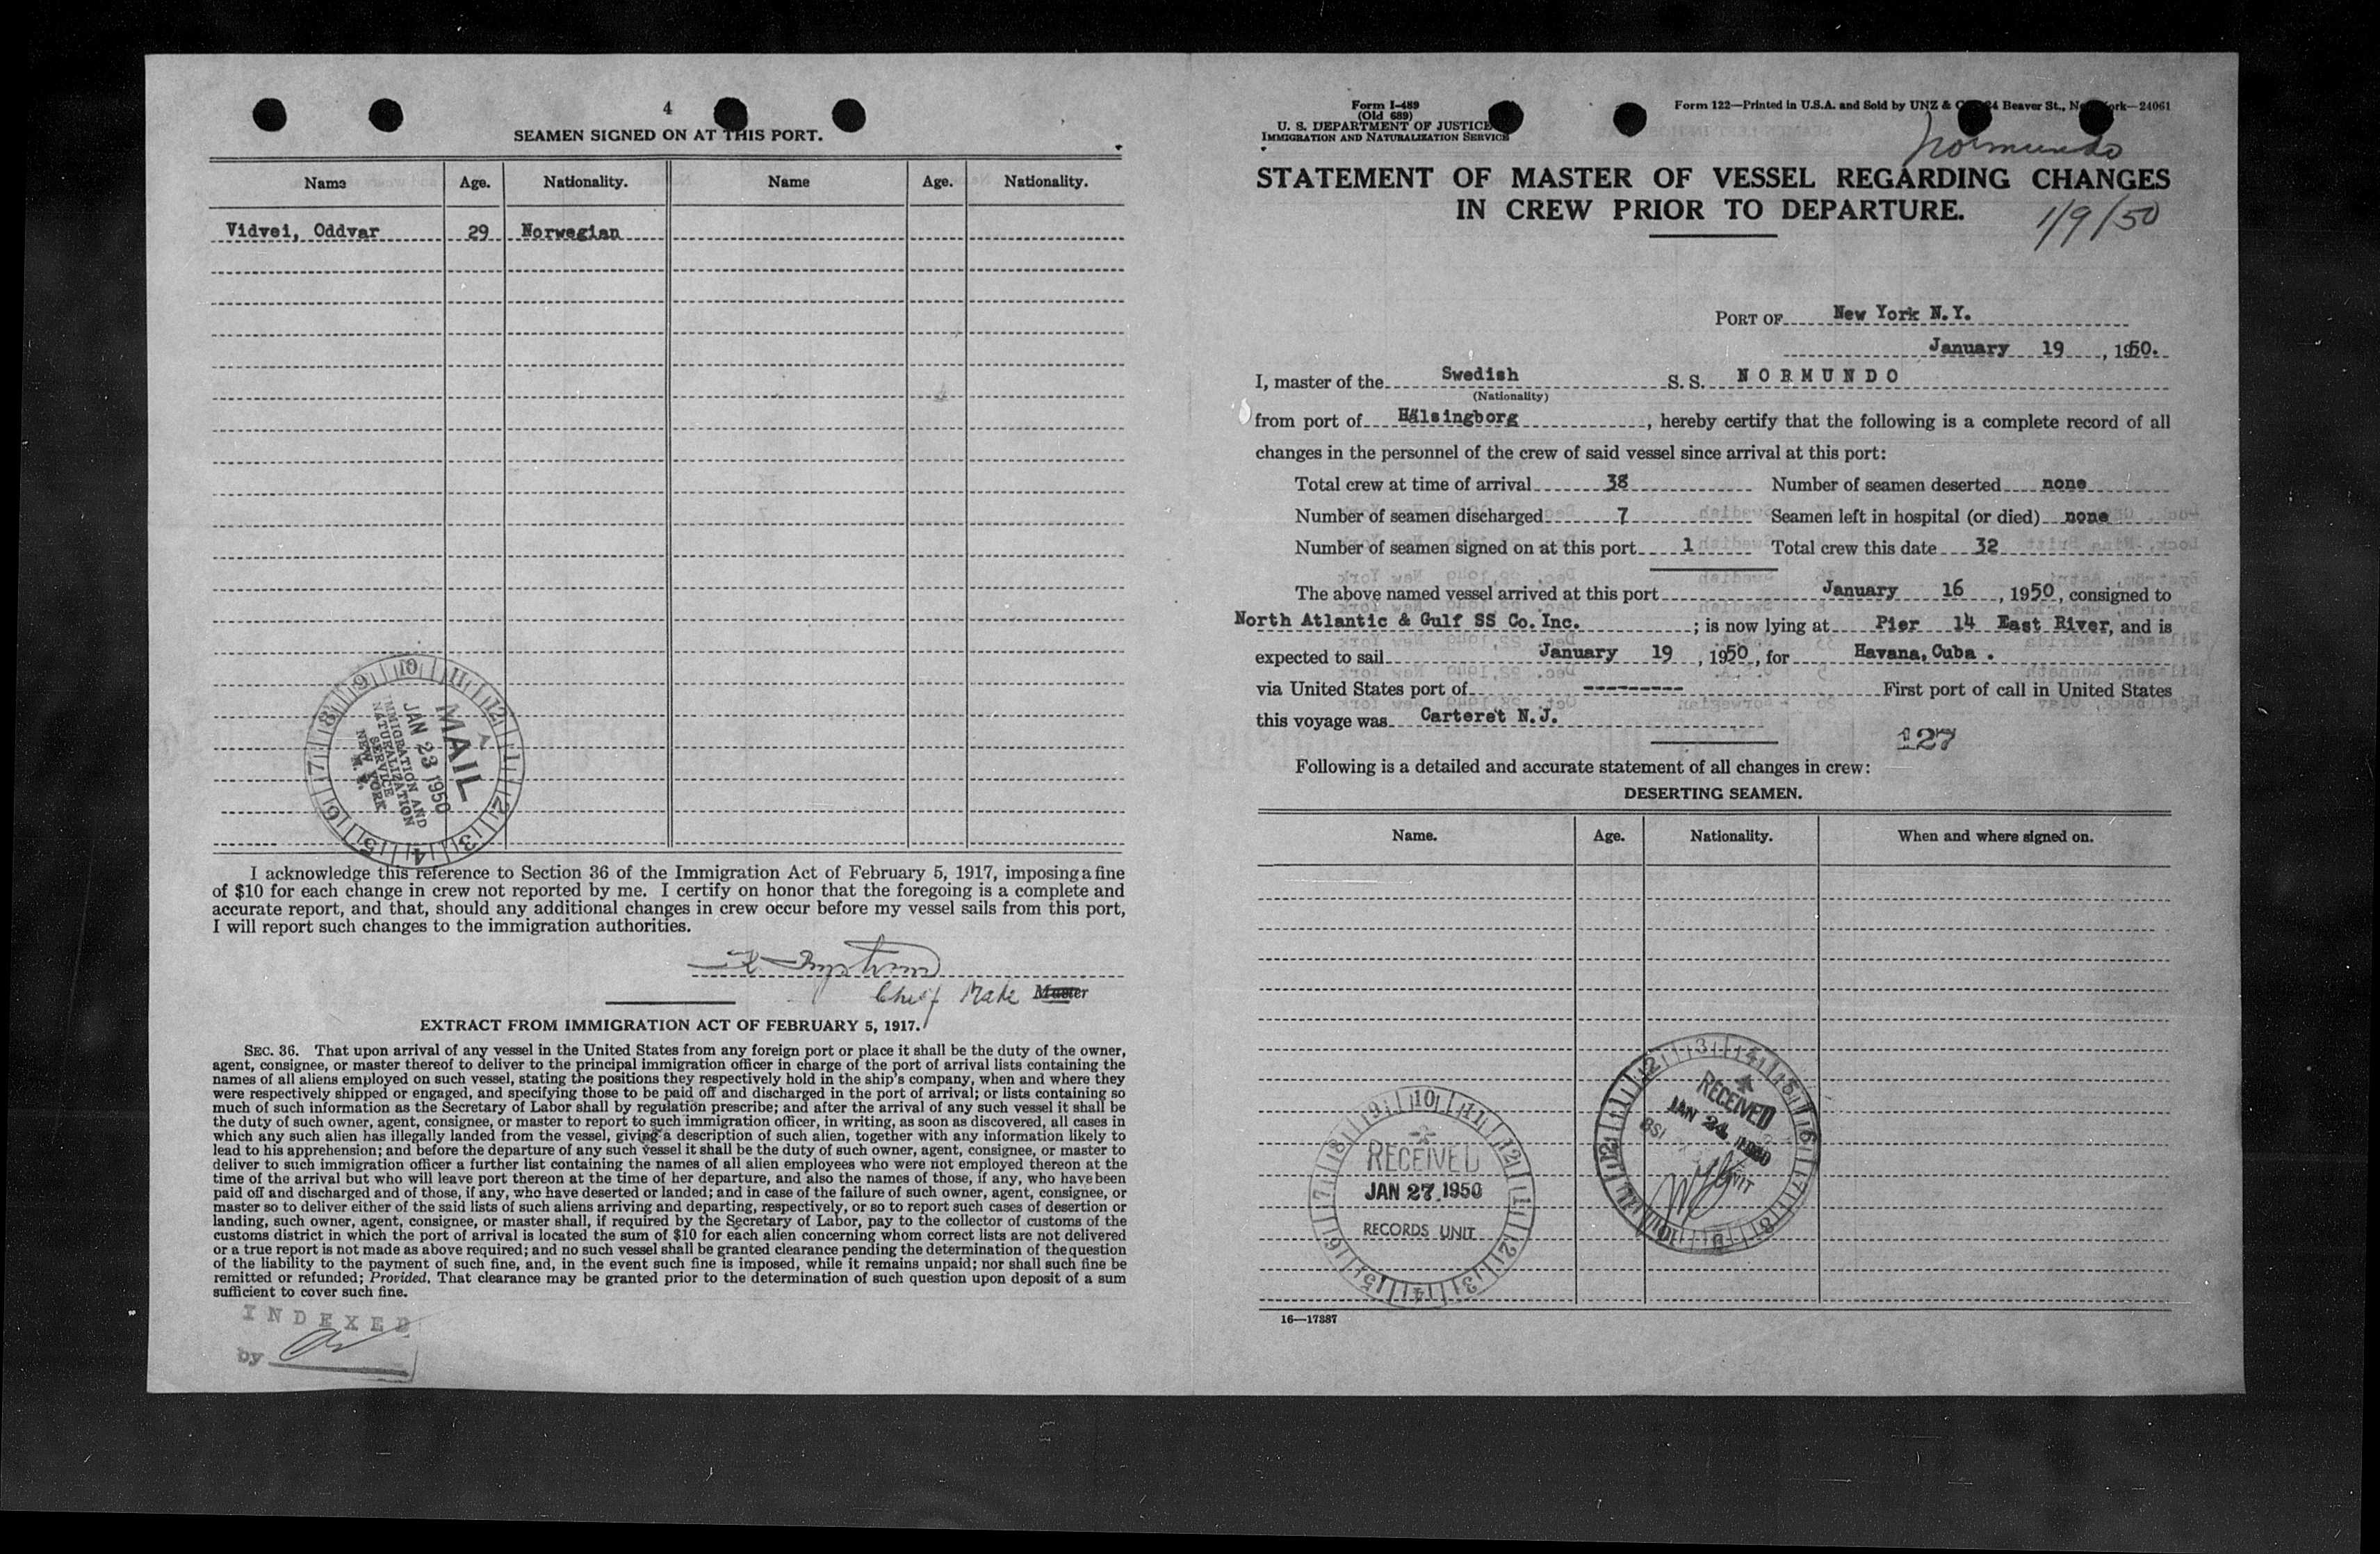 4
SEAMEN SIGNED ON AT THIS PORT.
Name Age. Nationality. Name Age. Nationality.
Vidvei, Oddvar 29 Norwegian
MAIL
JAN 23 1950
IMMIGRATION AND
NATURALIZATION
SERVICE
NEW YORK
N. Y.
I acknowledge this reference to Section 36 of the Immigration Act of February 5, 1917, imposing a fine
of $10 for each change in crew not reported by me. I certify on honor that the foregoing is a complete and
accurate report, and that, should any additional changes in crew occur before my vessel sails from this port,
I will report such changes to the immigration authorities.
Chief Mate Master
EXTRACT FROM IMMIGRATION ACT OF FEBRUARY 5, 1917.
SEC. 36. That upon arrival of any vessel in the United States from any foreign port or place it shall be the duty of the owner,
agent, consignee, or master thereof to deliver to the principal immigration officer in charge of the port of arrival lists containing the
names of all aliens employed on such vessel, stating the positions they respectively hold in the ship's company, when and where they
were respectively shipped or engaged, and specifying those to be paid off and discharged in the port of arrival; or lists containing so
much of such information as the Secretary of Labor shall by regulation prescribe; and after the arrival of any such vessel it shall be
the duty of such owner, agent, consignee, or master to report to such immigration officer, in writing, as soon as discovered, all cases in
which any such alien has illegally landed from the vessel, giving a description of such alien, together with any information likely to
lead to his apprehension; and before the departure of any such vessel it shall be the duty of such owner, agent, consignee, or master to
deliver to such immigration officer a further list containing the names of all alien employees who were not employed thereon at the
time of the arrival but who will leave port thereon at the time of her departure, and also the names of those, if any, who have been
paid off and discharged and of those, if any, who have deserted or landed; and in case of the failure of such owner, agent, consignee, or
master so to deliver either of the said lists of such aliens arriving and departing, respectively, or so to report such cases of desertion or
landing, such owner, agent, consignee, or master shall, if required by the Secretary of Labor, pay to the collector of customs of the
customs district in which the port of arrival is located the sum of $10 for each alien concerning whom correct lists are not delivered
or a true report is not made as above required; and no such vessel shall be granted clearance pending the determination of the question
of the liability to the payment of such fine, and, in the event such fine is imposed, while it remains unpaid; nor shall such fine be
remitted or refunded; Provided, That clearance may be granted prior to the determination of such question upon deposit of a sum
sufficient to cover such fine.
INDEXED
by
Form I-489
(Old 689)
U. S. DEPARTMENT OF JUSTICE
IMMIGRATION AND NATURALIZATION SERVICE
Form 122—Printed in U.S.A. and Sold by UNZ & Beaver St., —24061
Normundo
STATEMENT OF MASTER OF VESSEL REGARDING CHANGES
IN CREW PRIOR TO DEPARTURE.
1/9/50
PORT OF New York N.Y.
January 19, 1950.
I, master of the Swedish S. S. NORMUNDO
(Nationality)
from port of Hälsingborg, hereby certify that the following is a complete record of all
changes in the personnel of the crew of said vessel since arrival at this port:
Total crew at time of arrival 38 Number of seamen deserted none
Number of seamen discharged 7 Seamen left in hospital (or died) none
Number of seamen signed on at this port 1 Total crew this date 32
The above named vessel arrived at this port January 16, 1950, consigned to
North Atlantic & Gulf SS Co. Inc.; is now lying at Pier 14 East River, and is
expected to sail January 19, 1950, for Havana, Cuba.
via United States port of --------- First port of call in United States
this voyage was Carteret N.J.
127
Following is a detailed and accurate statement of all changes in crew:
DESERTING SEAMEN.
Name. Age. Nationality. When and where signed on.
RECEIVED
JAN 24 1950
BSI
RECEIVED
JAN 27 1950
RECORDS UNIT
16—17387